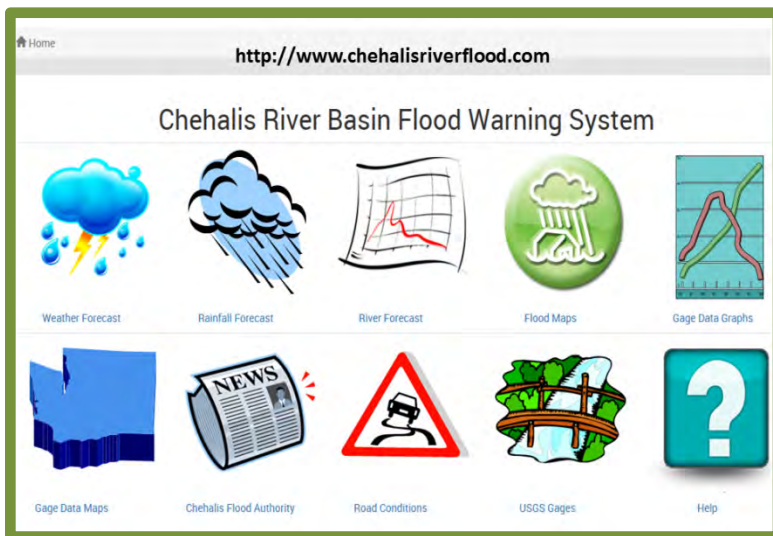 Home
http://www.chehalisriverflood.com
Chehalis River Basin Flood Warning System
Weather Forecast
Rainfall Forecast
River Forecast
Flood Maps
Gage Data Graphs
NEWS
Gage Data Maps
Chehalis Flood Authority
Road Conditions
USGS Gages
?
Help